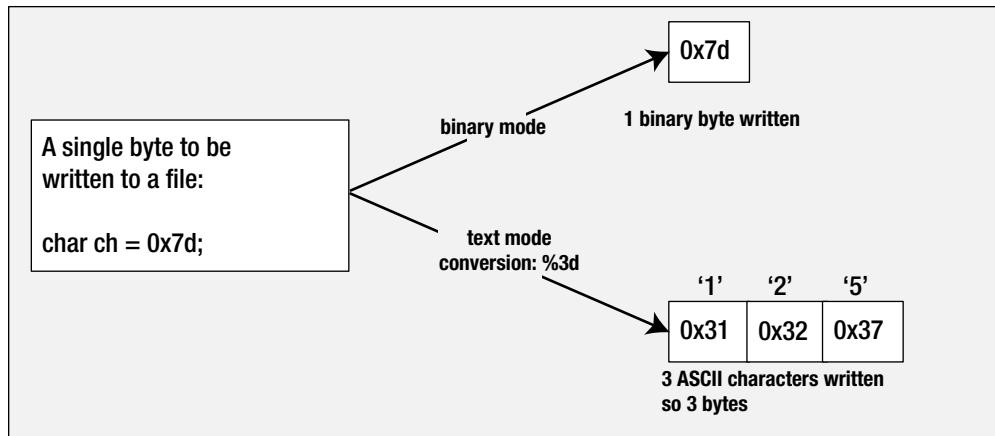 0x7d
1 binary byte written
binary mode
A single byte to be
written to a file:
char ch = 0x7d;
text mode
conversion: %3d
‘1’ ‘2’ ‘5’
0x31 0x32 0x37
3 ASCII characters written
so 3 bytes